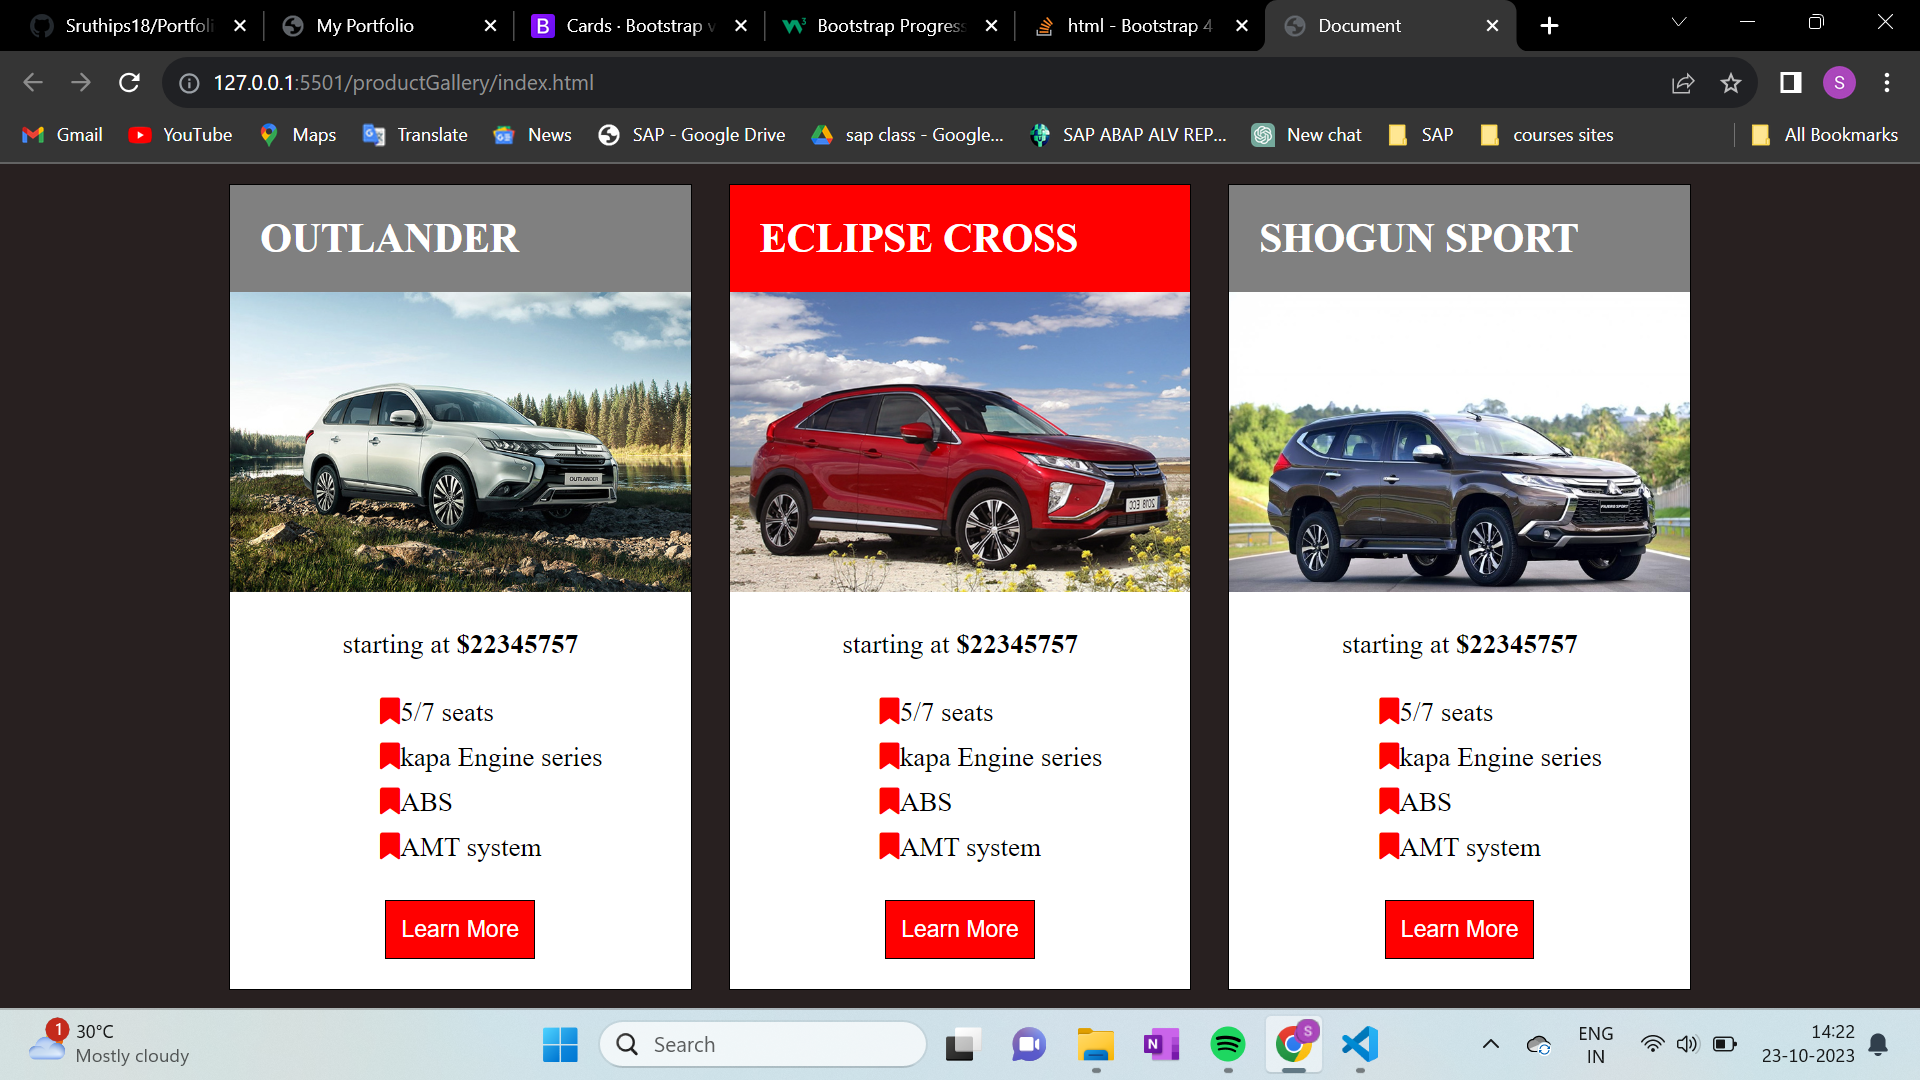 Sruthips18/Portfoli
My Portfolio
Cards · Bootstrap v
Bootstrap Progress
html - Bootstrap 4
Document
127.0.0.1:5501/productGallery/index.html
S
Gmail
YouTube
Maps
Translate
News
SAP - Google Drive
sap class - Google...
SAP ABAP ALV REP...
New chat
SAP
courses sites
All Bookmarks
OUTLANDER
ECLIPSE CROSS
SHOGUN SPORT
OUTLANDER
starting at $22345757
5/7 seats
kapa Engine series
ABS
AMT system
Learn More
starting at $22345757
5/7 seats
kapa Engine series
ABS
AMT system
Learn More
starting at $22345757
5/7 seats
kapa Engine series
ABS
AMT system
Learn More
1
30°C
Mostly cloudy
Search
N
S
ENG
IN
14:22
23-10-2023